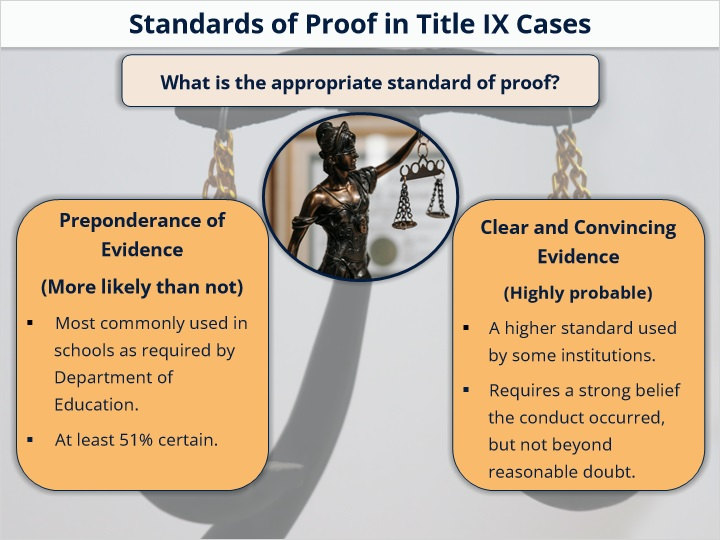 Standards of Proof in Title IX Cases
What is the appropriate standard of proof?
Preponderance of
Evidence
(More likely than not)
▪ Most commonly used in
schools as required by
Department of
Education.
▪ At least 51% certain.
Clear and Convincing
Evidence
(Highly probable)
▪ A higher standard used
by some institutions.
▪ Requires a strong belief
the conduct occurred,
but not beyond
reasonable doubt.